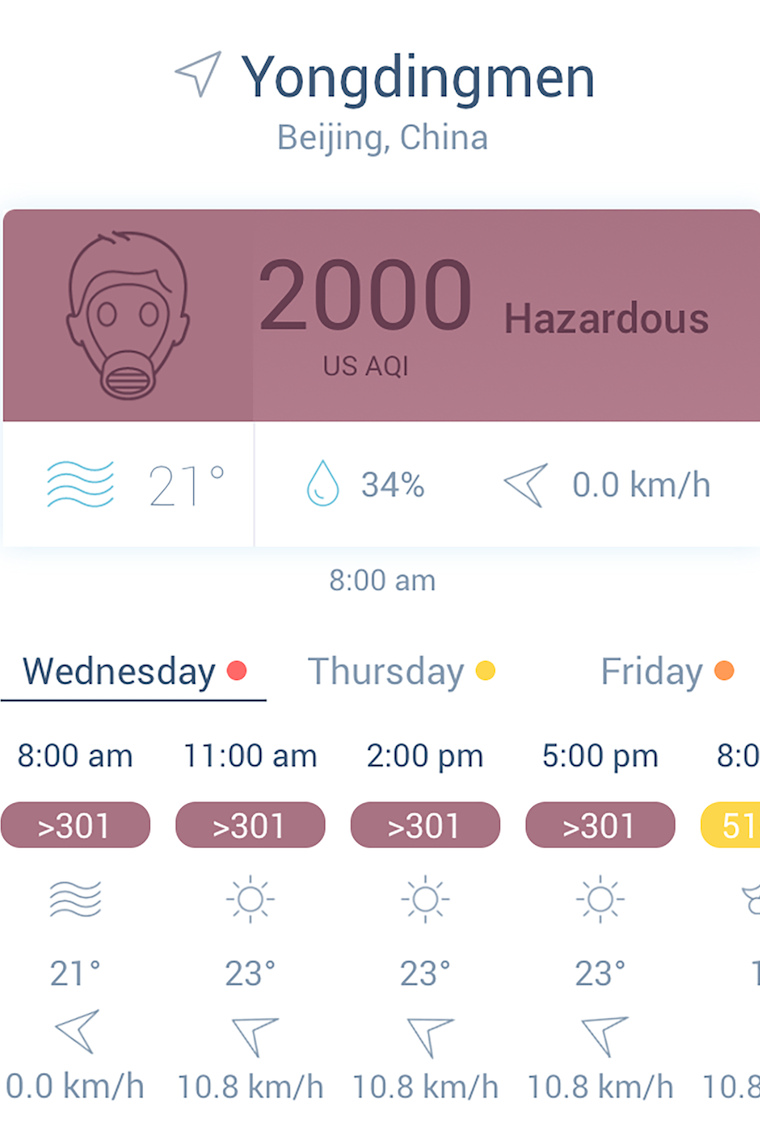 Yongdingmen
Beijing, China
2000
US AQI
Hazardous
21° 34% 0.0 km/h
8:00 am
Wednesday Thursday Friday
8:00 am 11:00 am 2:00 pm 5:00 pm 8:0
>301 >301 >301 >301 51
21° 23° 23° 23° 1
0.0 km/h 10.8 km/h 10.8 km/h 10.8 km/h 10.8